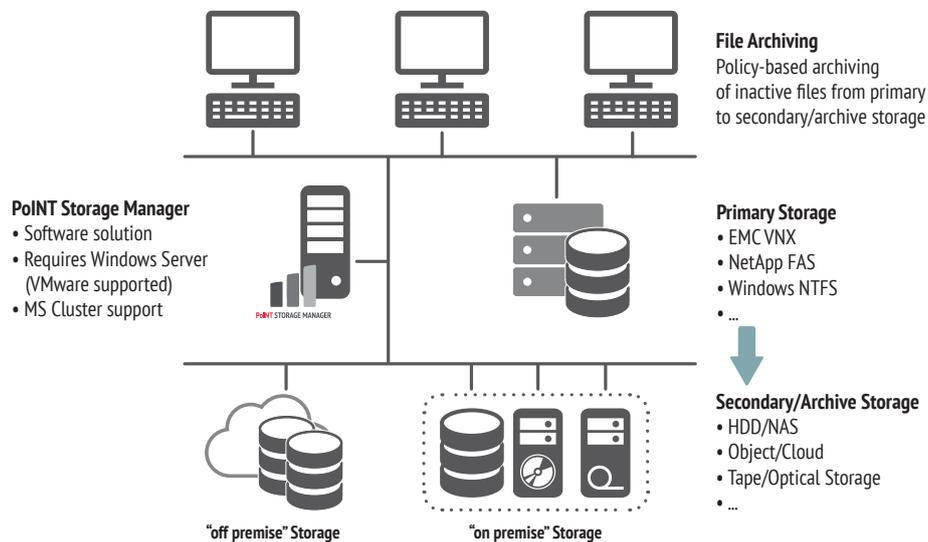 File Archiving
Policy-based archiving
of inactive files from primary
to secondary/archive storage
PoINT Storage Manager
• Software solution
• Requires Windows Server
(VMware supported)
• MS Cluster support
PoINT STORAGE MANAGER
Primary Storage
• EMC VNX
• NetApp FAS
• Windows NTFS
• ...
Secondary/Archive Storage
• HDD/NAS
• Object/Cloud
• Tape/Optical Storage
• ...
“off premise” Storage
“on premise” Storage